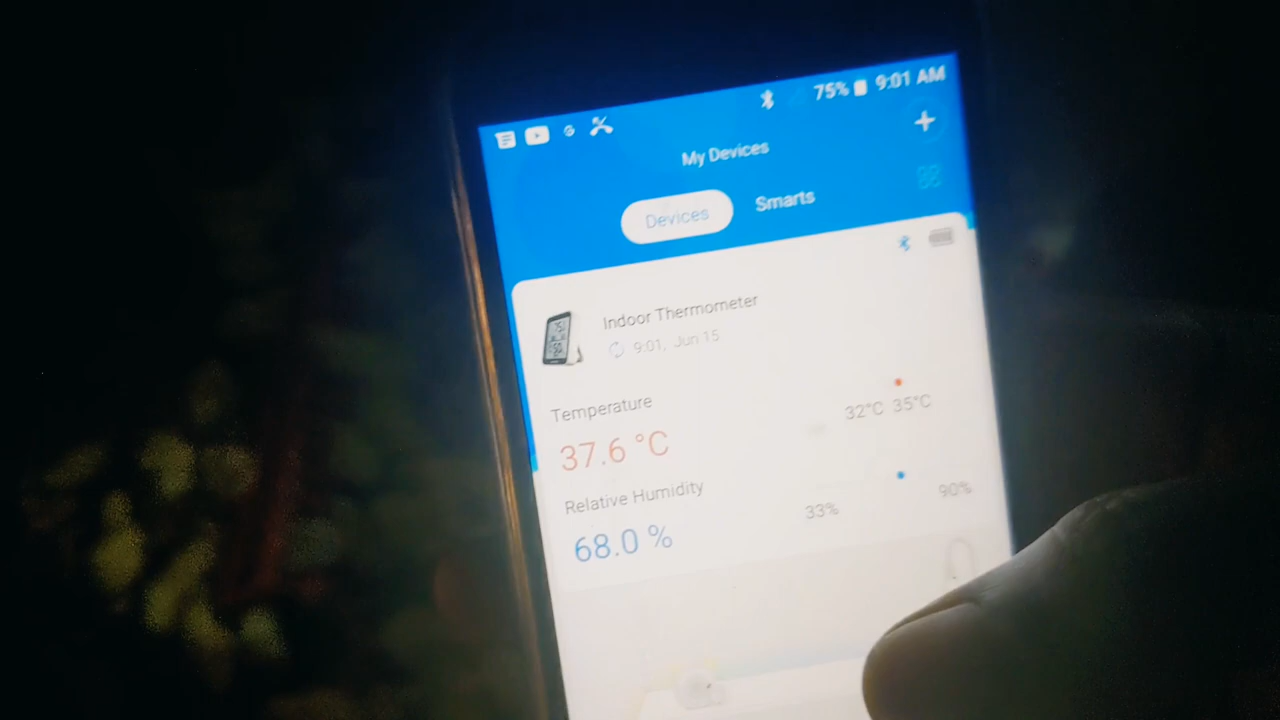 75% 9:01 AM
My Devices
Devices Smarts
Indoor Thermometer
9:01, Jun 15
Temperature
32°C 35°C
37.6 °C
Relative Humidity
33% 90%
68.0 %